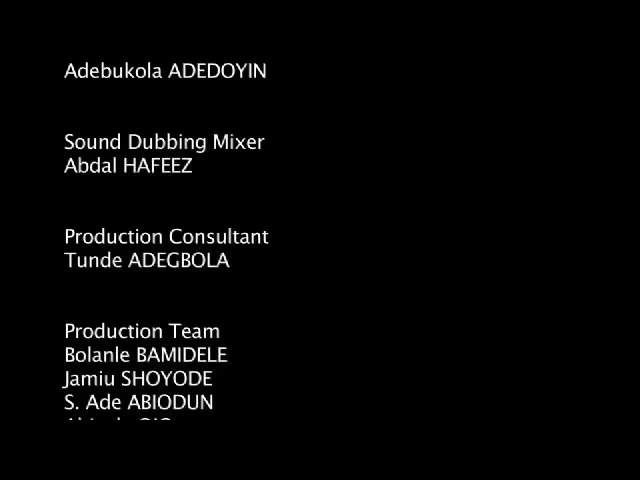 Adebukola ADEDOYIN
Sound Dubbing Mixer
Abdal HAFEEZ
Production Consultant
Tunde ADEGBOLA
Production Team
Bolanle BAMIDELE
Jamiu SHOYODE
S. Ade ABIODUN